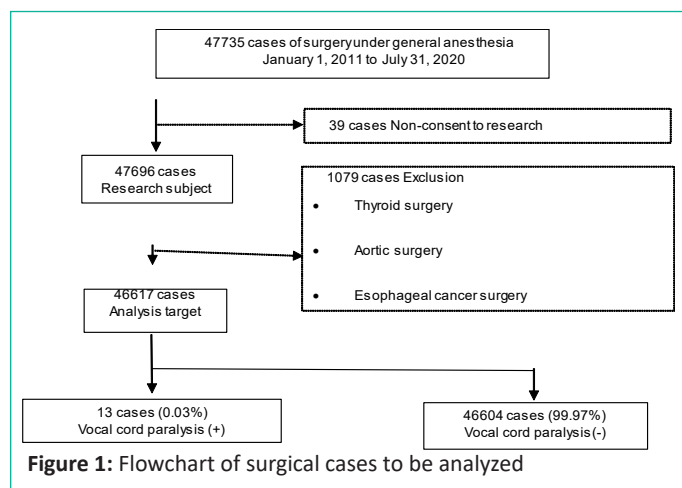 47735 cases of surgeryunder general anesthesia
January 1, 2011 to July 31, 2020
39 cases Non-consent to research
47696 cases
Research subject
1079 cases Exclusion
• Thyroid surgery
• Aortic surgery
• Esophageal cancer surgery
46617 cases
Analysis target
13 cases (0.03%)
Vocal cord paralysis (+)
46604 cases (99.97%)
Vocal cord paralysis(-)
Figure 1: Flowchart of surgical cases to be analyzed